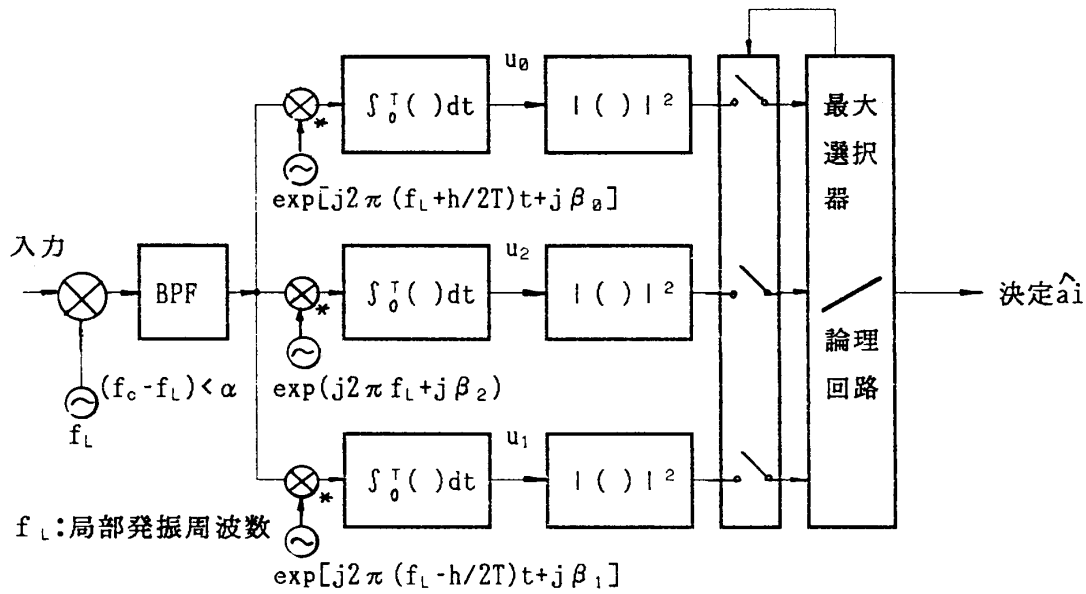 u₀
∫₀ᵀ( )dt
|( )|²
*
exp[j2π(f_L+h/2T)t+jβ₀]
最大
選択
器
入力
BPF
u₂
∫₀ᵀ( )dt
|( )|²
*
exp(j2πf_L+jβ₂)
(f_c-f_L)<α
f_L
決定âi
論理
回路
u₁
∫₀ᵀ( )dt
|( )|²
*
f_L:局部発振周波数
exp[j2π(f_L-h/2T)t+jβ₁]